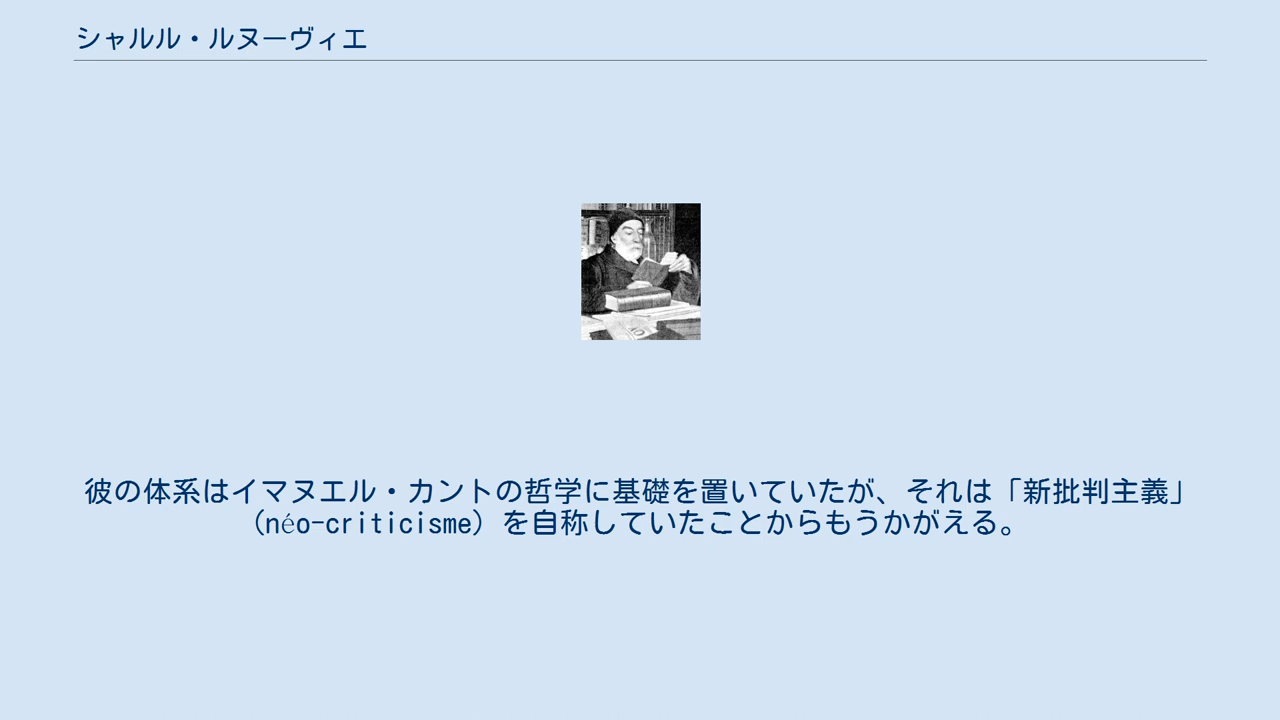 シャルル・ルヌーヴィエ
彼の体系はイマヌエル・カントの哲学に基礎を置いていたが、それは「新批判主義」
（néo-criticisme）を自称していたことからもうかがえる。